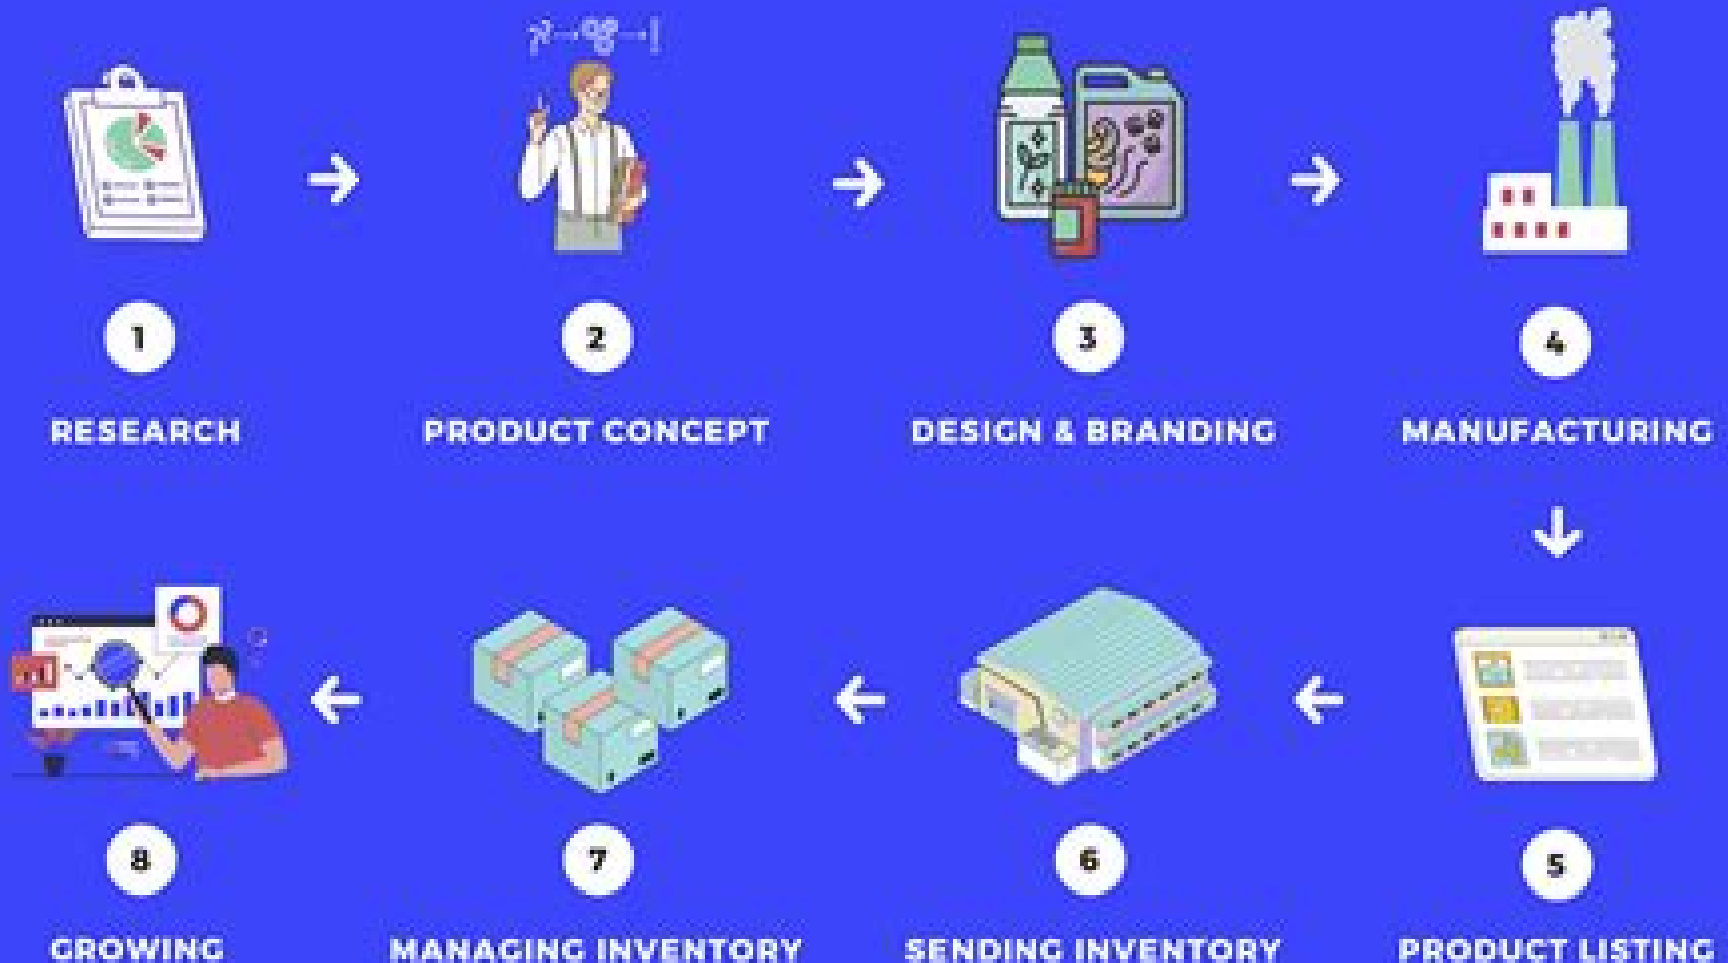 1
RESEARCH
2
PRODUCT CONCEPT
3
DESIGN & BRANDING
4
MANUFACTURING
5
PRODUCT LISTING
6
SENDING INVENTORY
7
MANAGING INVENTORY
8
GROWING